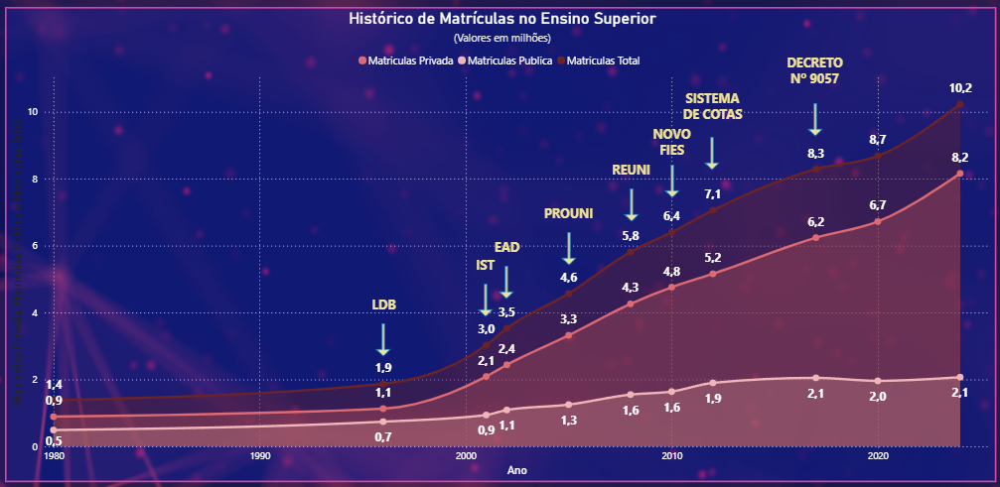 Histórico de Matrículas no Ensino Superior
(Valores em milhões)
Matriculas Privada Matriculas Publica Matriculas Total
DECRETO
Nº 9057
SISTEMA
DE COTAS
NOVO
FIES
REUNI
PROUNI
EAD
IST
LDB
10
8
6
4
2
0
1,4
1,9
3,0
3,5
4,6
5,8
6,4
7,1
8,3
8,7
10,2
0,9
1,1
2,1
2,4
3,3
4,3
4,8
5,2
6,2
6,7
8,2
0,5
0,7
0,9
1,1
1,3
1,6
1,6
1,9
2,1
2,0
2,1
1980 1990 2000 2010 2020
Ano